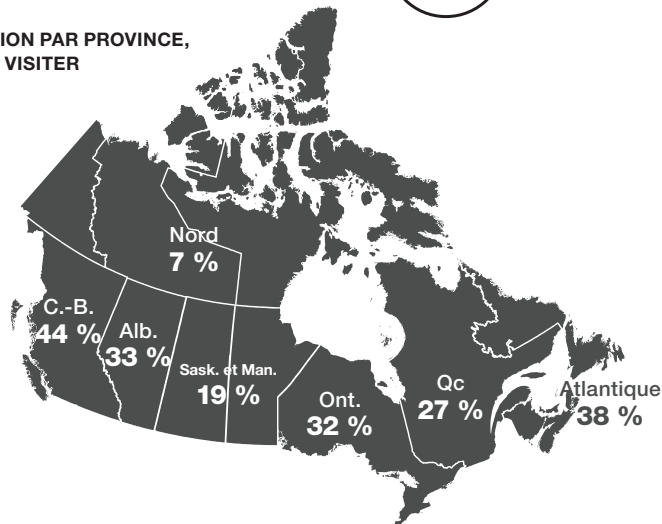 ION PAR PROVINCE,
VISITER
Nord
7 %
C.-B.
44 %
Alb.
33 %
Sask. et Man.
19 %
Ont.
32 %
Qc
27 %
Atlantique
38 %